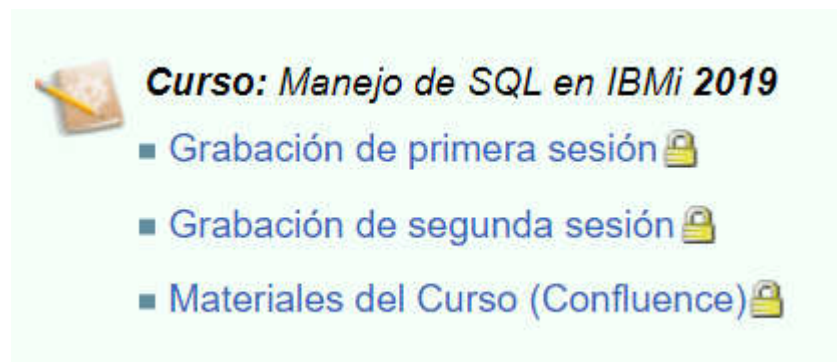 Curso: Manejo de SQL en IBMi 2019
Grabación de primera sesión
Grabación de segunda sesión
Materiales del Curso (Confluence)